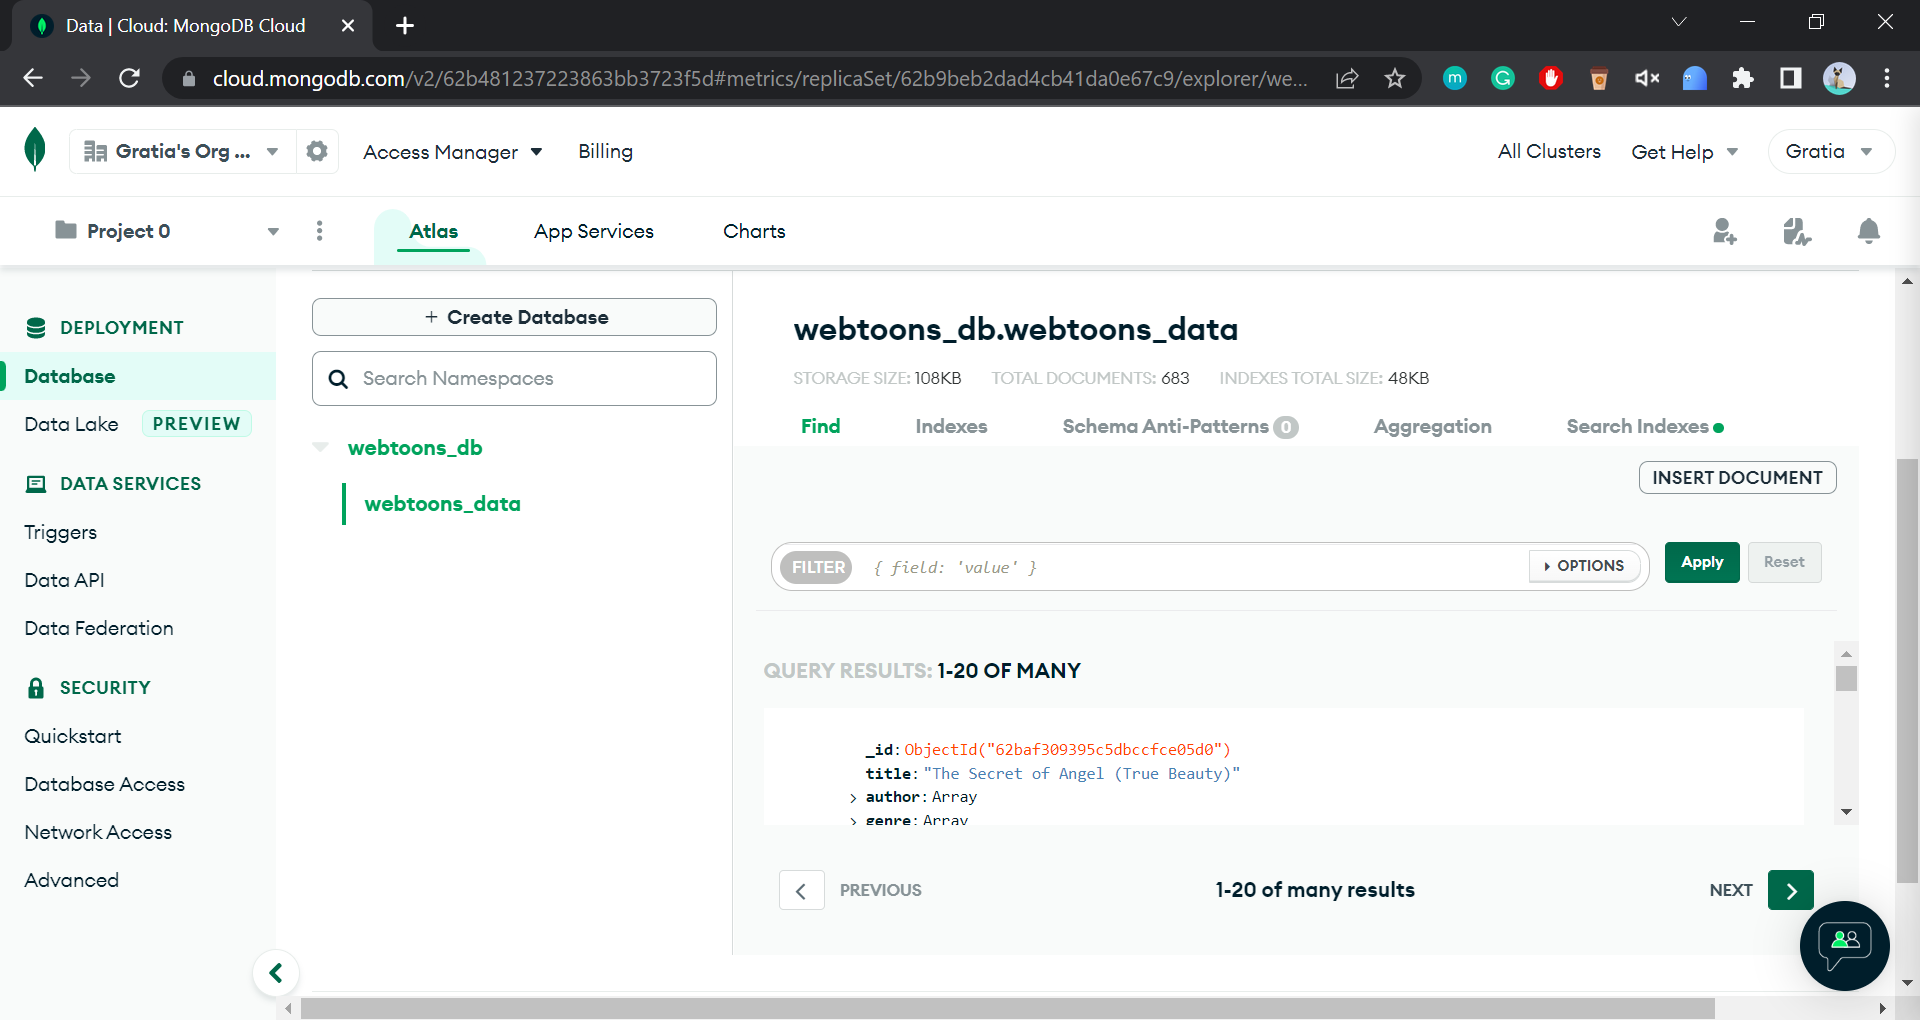 Data | Cloud: MongoDB Cloud
cloud.mongodb.com/v2/62b481237223863bb3723f5d#metrics/replicaSet/62b9beb2dad4cb41da0e67c9/explorer/we...
Gratia's Org ...
Access Manager
Billing
All Clusters
Get Help
Gratia
Project 0
Atlas
App Services
Charts
DEPLOYMENT
Database
Data Lake PREVIEW
DATA SERVICES
Triggers
Data API
Data Federation
SECURITY
Quickstart
Database Access
Network Access
Advanced
+ Create Database
Search Namespaces
webtoons_db
webtoons_data
webtoons_db.webtoons_data
STORAGE SIZE: 108KB TOTAL DOCUMENTS: 683 INDEXES TOTAL SIZE: 48KB
Find Indexes Schema Anti-Patterns 0 Aggregation Search Indexes
INSERT DOCUMENT
FILTER { field: 'value' } OPTIONS Apply Reset
QUERY RESULTS: 1-20 OF MANY
_id: ObjectId("62baf309395c5dbccfce05d0")
title: "The Secret of Angel (True Beauty)"
author: Array
genre: Array
PREVIOUS 1-20 of many results NEXT